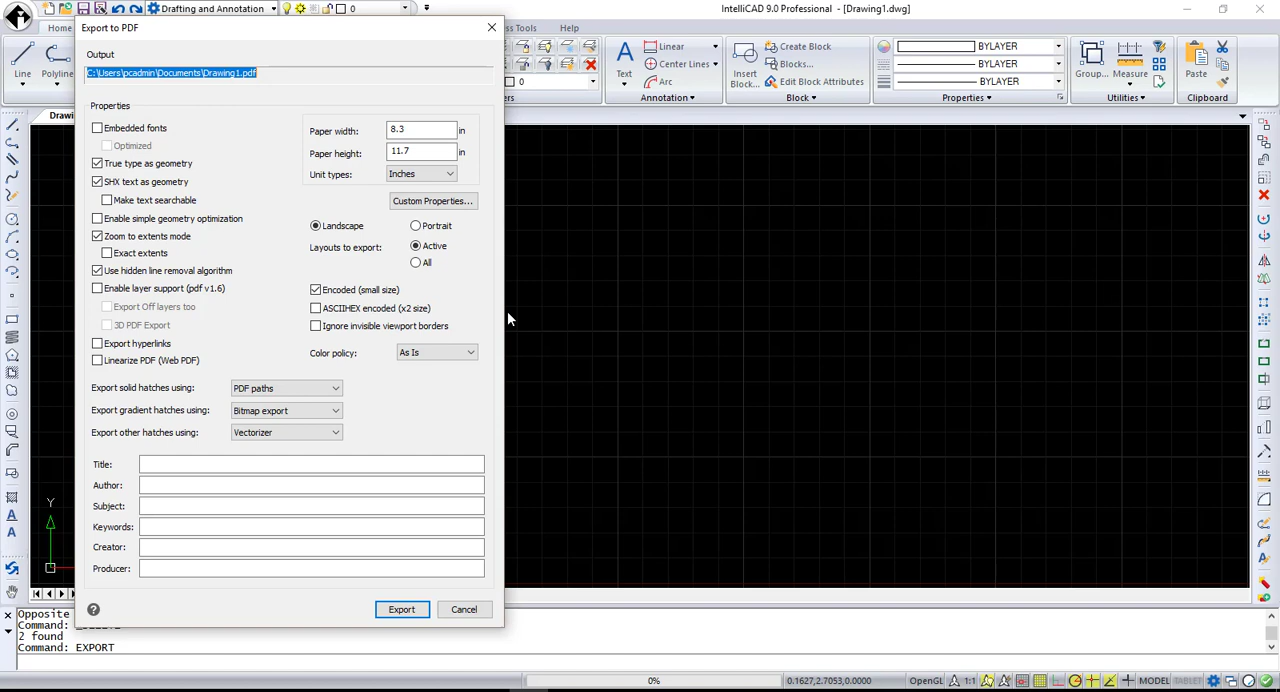 Drafting and Annotation
0
IntelliCAD 9.0 Professional - [Drawing1.dwg]
Home
ss Tools
Help
Line
Polyline
0
ers
Text
Linear
Center Lines
Arc
Annotation
Insert
Block...
Create Block
Blocks...
Edit Block Attributes
Block
BYLAYER
BYLAYER
BYLAYER
Properties
Group...
Measure
Utilities
Paste
Clipboard
Drawi
Export to PDF
Output
C:\Users\pcadmin\Documents\Drawing1.pdf
Properties
Embedded fonts
Optimized
True type as geometry
SHX text as geometry
Make text searchable
Enable simple geometry optimization
Zoom to extents mode
Exact extents
Use hidden line removal algorithm
Enable layer support (pdf v1.6)
Export Off layers too
3D PDF Export
Export hyperlinks
Linearize PDF (Web PDF)
Paper width: 8.3 in
Paper height: 11.7 in
Unit types: Inches
Custom Properties...
Landscape
Portrait
Layouts to export: Active
All
Encoded (small size)
ASCIIHEX encoded (x2 size)
Ignore invisible viewport borders
Color policy: As Is
Export solid hatches using: PDF paths
Export gradient hatches using: Bitmap export
Export other hatches using: Vectorizer
Title:
Author:
Subject:
Keywords:
Creator:
Producer:
Export
Cancel
Y
Opposite
Command: _DELETE
2 found
Command: EXPORT
0%
0.1627,2.7053,0.0000
OpenGL
1:1
MODEL
TABLET